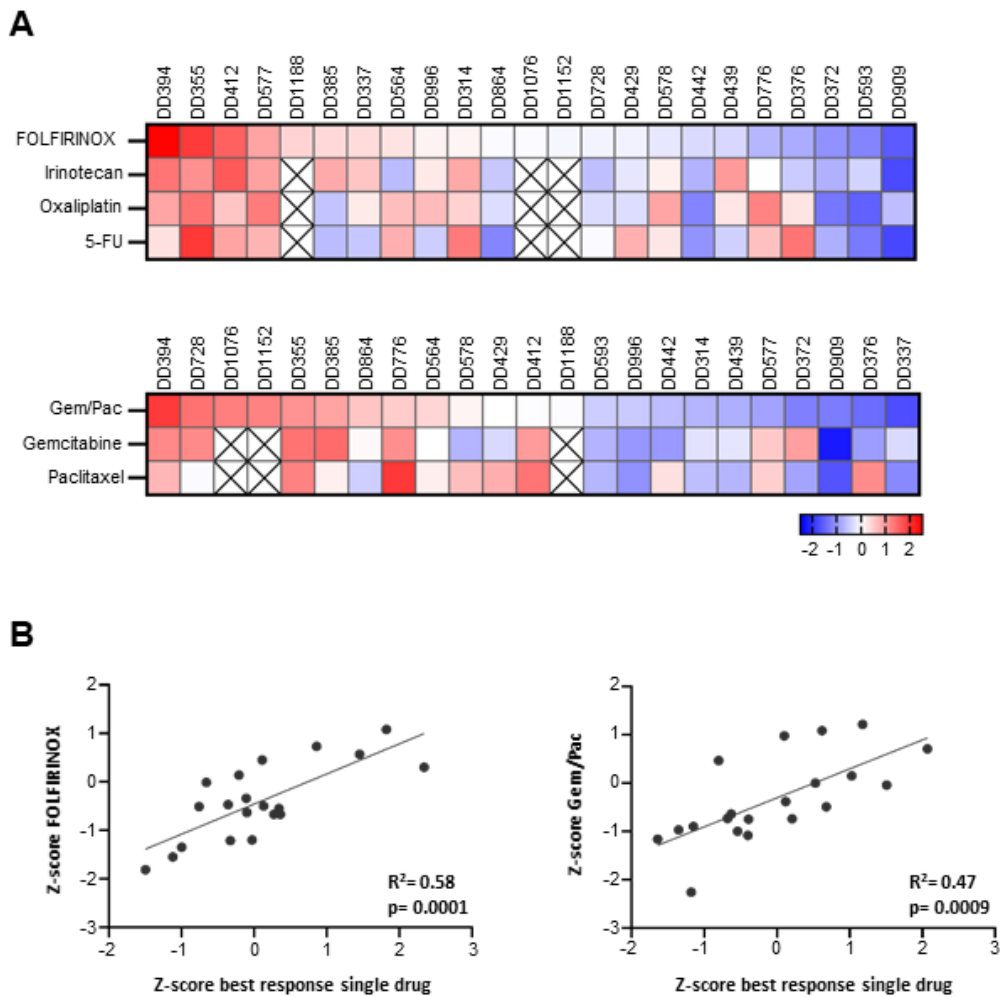 A
DD394 DD355 DD412 DD577 DD1188 DD385 DD337 DD564 DD996 DD314 DD864 DD1076 DD1152 DD728 DD429 DD578 DD442 DD439 DD776 DD376 DD372 DD593 DD909
FOLFIRINOX
Irinotecan
Oxaliplatin
5-FU
DD394 DD728 DD1076 DD1152 DD355 DD385 DD864 DD776 DD564 DD578 DD429 DD412 DD1188 DD593 DD996 DD442 DD314 DD439 DD577 DD372 DD909 DD376 DD337
Gem/Pac
Gemcitabine
Paclitaxel
-2 -1 0 1 2
B
Z-score FOLFIRINOX
2
1
0
-1
-2
-3
R²= 0.58
p= 0.0001
-2 -1 0 1 2 3
Z-score best response single drug
Z-score Gem/Pac
2
1
0
-1
-2
-3
R²= 0.47
p= 0.0009
-2 -1 0 1 2 3
Z-score best response single drug